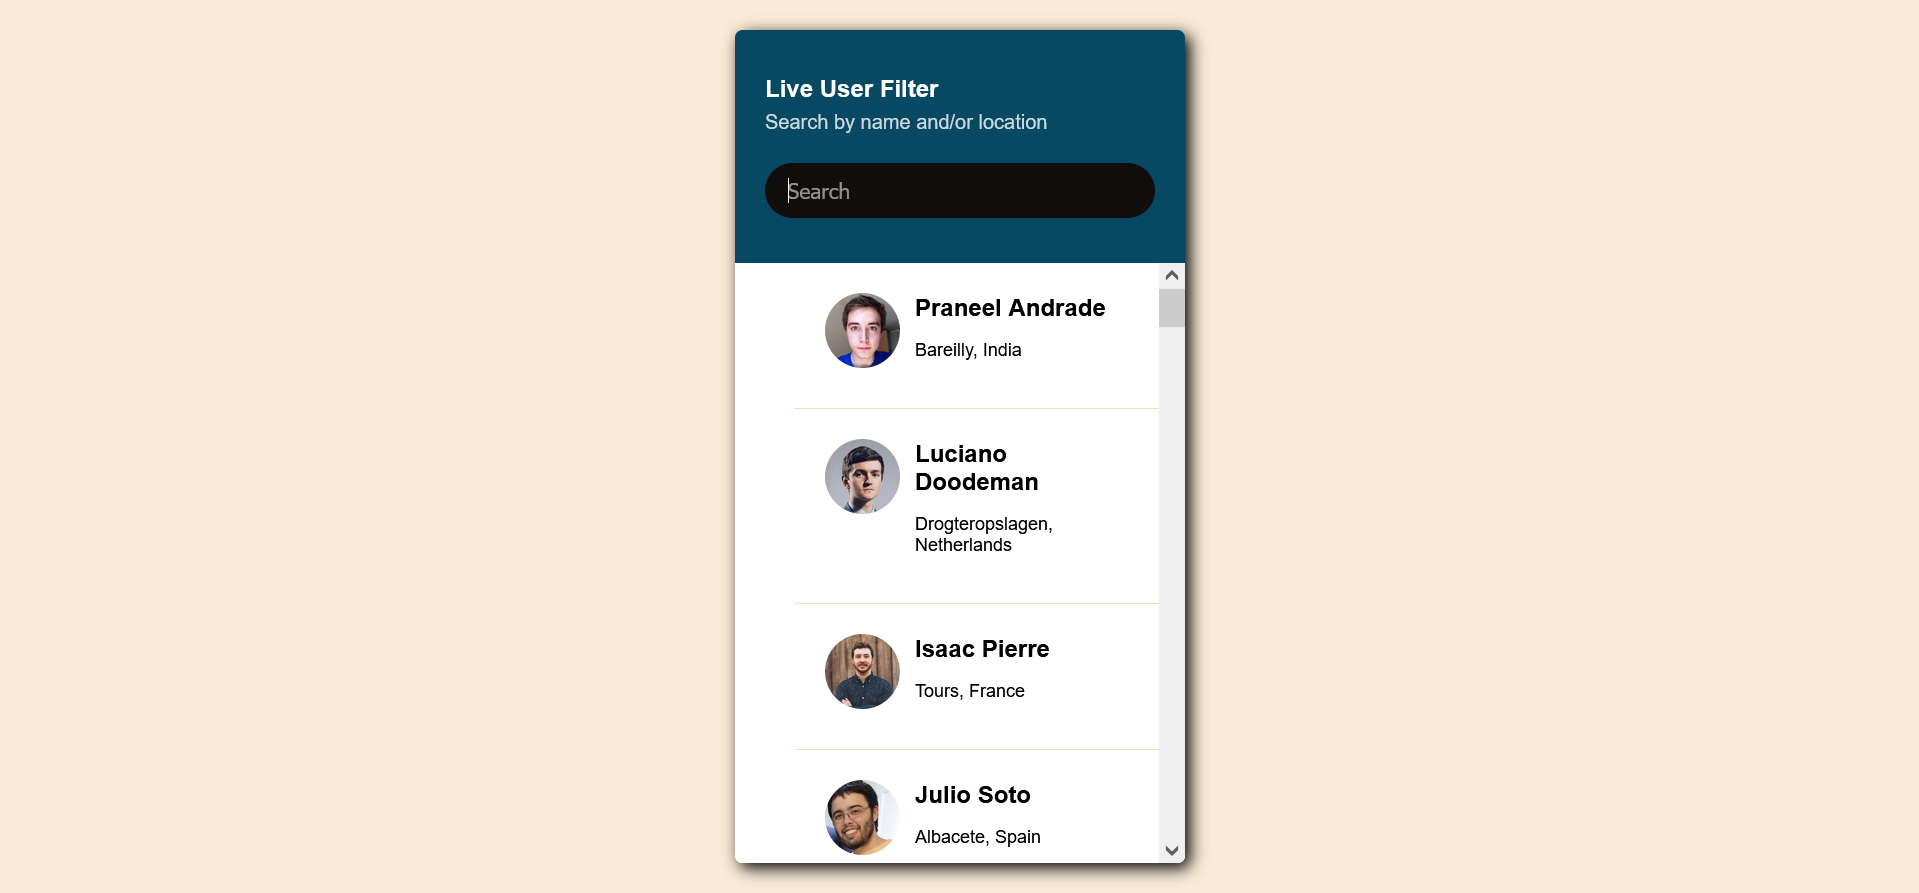 Live User Filter
Search by name and/or location
Search
Praneel Andrade
Bareilly, India
Luciano
Doodeman
Drogteropslagen,
Netherlands
Isaac Pierre
Tours, France
Julio Soto
Albacete, Spain